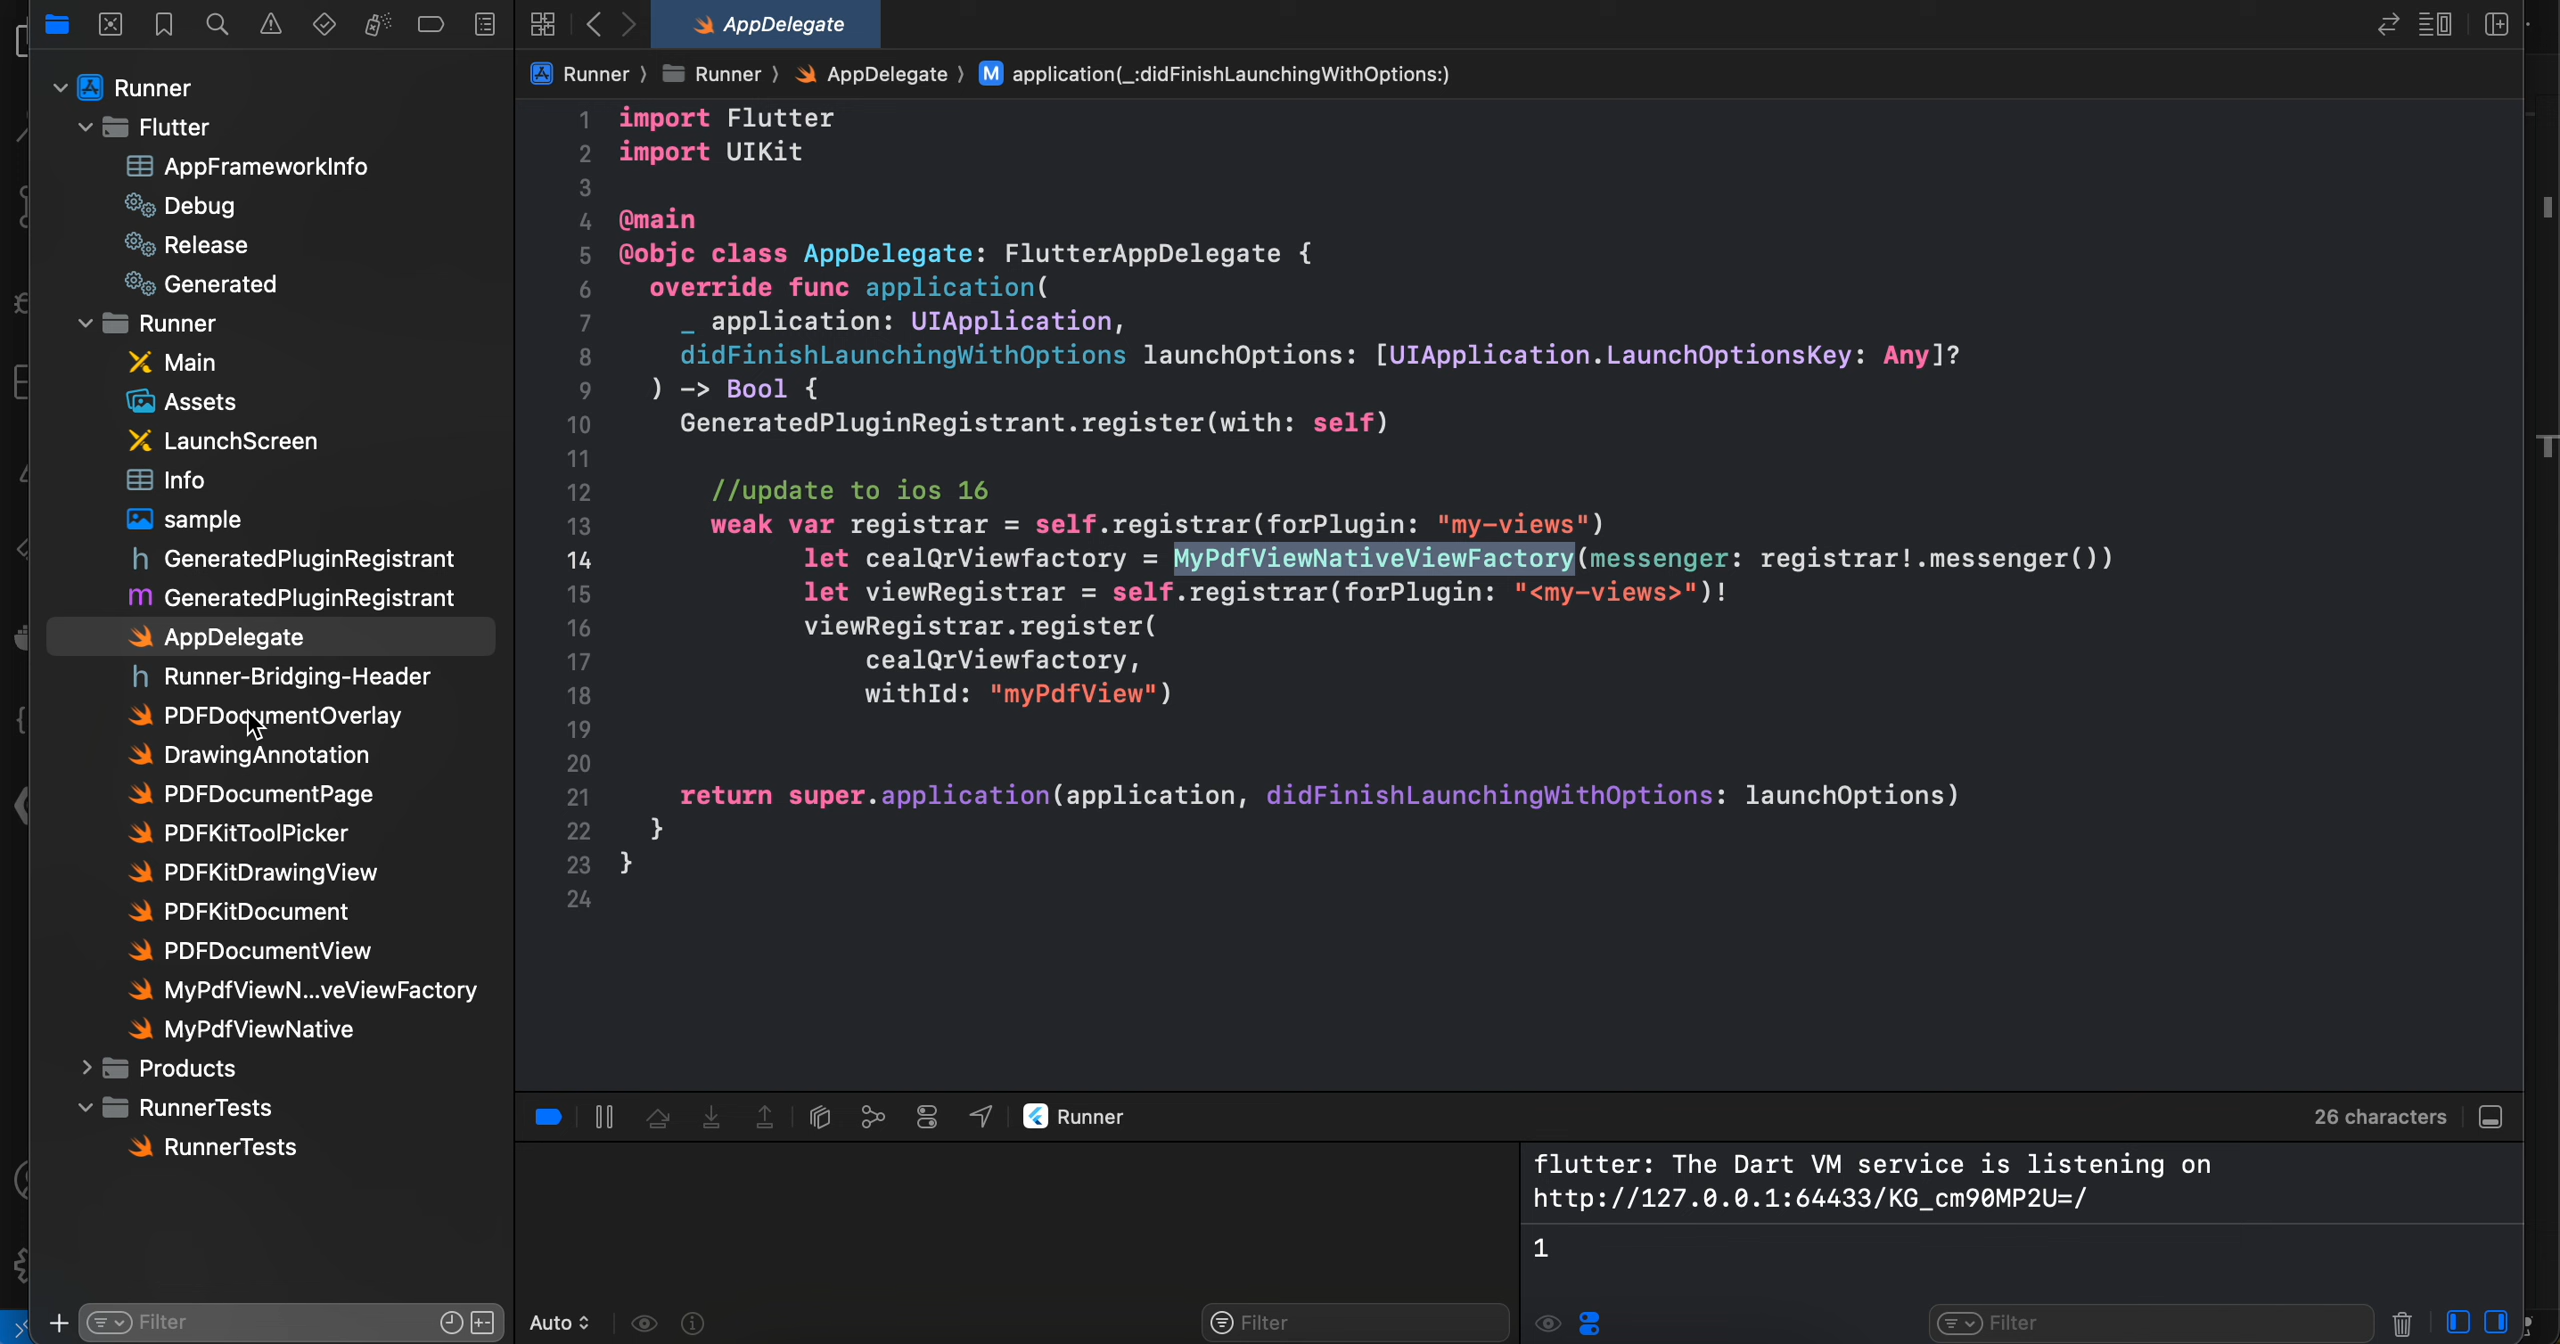 AppDelegate
Runner 〉 Runner 〉 AppDelegate 〉 M application(_:didFinishLaunchingWithOptions:)
Runner
Flutter
AppFrameworkInfo
Debug
Release
Generated
Runner
Main
Assets
LaunchScreen
Info
sample
h GeneratedPluginRegistrant
m GeneratedPluginRegistrant
AppDelegate
h Runner-Bridging-Header
PDFDocumentOverlay
DrawingAnnotation
PDFDocumentPage
PDFKitToolPicker
PDFKitDrawingView
PDFKitDocument
PDFDocumentView
MyPdfViewN...veViewFactory
MyPdfViewNative
Products
RunnerTests
RunnerTests
Filter
1 import Flutter
2 import UIKit
3
4 @main
5 @objc class AppDelegate: FlutterAppDelegate {
6   override func application(
7     _ application: UIApplication,
8     didFinishLaunchingWithOptions launchOptions: [UIApplication.LaunchOptionsKey: Any]?
9   ) -> Bool {
10     GeneratedPluginRegistrant.register(with: self)
11
12       //update to ios 16
13       weak var registrar = self.registrar(forPlugin: "my-views")
14             let cealQrViewfactory = MyPdfViewNativeViewFactory(messenger: registrar!.messenger())
15             let viewRegistrar = self.registrar(forPlugin: "<my-views>")!
16             viewRegistrar.register(
17                 cealQrViewfactory,
18                 withId: "myPdfView")
19
20
21     return super.application(application, didFinishLaunchingWithOptions: launchOptions)
22   }
23 }
24
Runner
26 characters
flutter: The Dart VM service is listening on
http://127.0.0.1:64433/KG_cm90MP2U=/
1
Auto
Filter
Filter